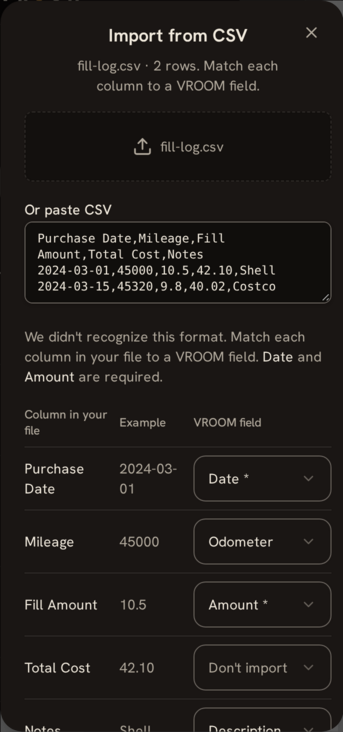 Import from CSV
fill-log.csv · 2 rows. Match each
column to a VROOM field.
fill-log.csv
Or paste CSV
Purchase Date,Mileage,Fill
Amount,Total Cost,Notes
2024-03-01,45000,10.5,42.10,Shell
2024-03-15,45320,9.8,40.02,Costco
We didn't recognize this format. Match each
column in your file to a VROOM field. Date and
Amount are required.
Column in your
file
Example
VROOM field
Purchase
Date
2024-03-
01
Date *
Mileage
45000
Odometer
Fill Amount
10.5
Amount *
Total Cost
42.10
Don't import
Notes
Shell
Description